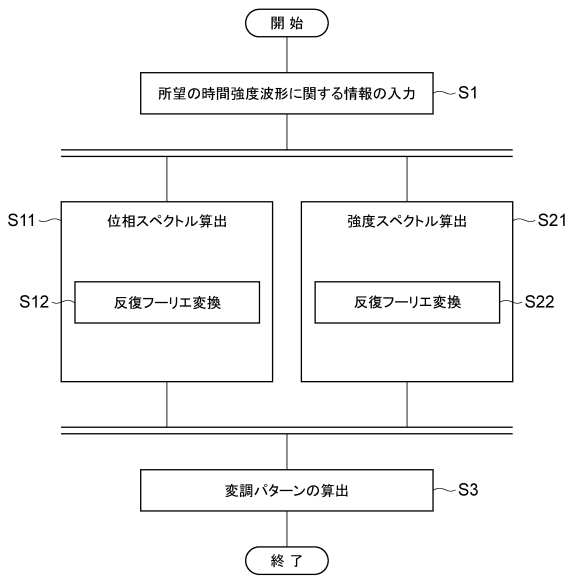 開 始
所望の時間強度波形に関する情報の入力
S1
S11
位相スペクトル算出
強度スペクトル算出
S21
S12
反復フーリエ変換
反復フーリエ変換
S22
変調パターンの算出
S3
終 了